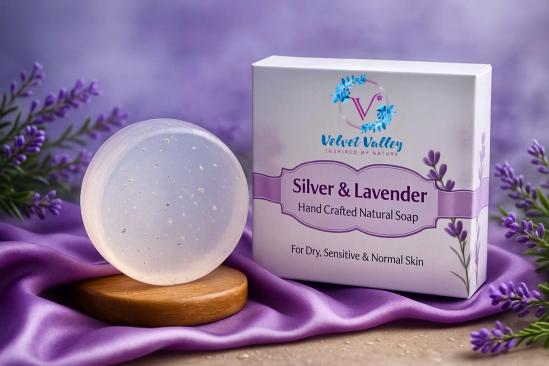 V
Velvet Valley
INSPIRED BY NATURE
Silver & Lavender
Hand Crafted Natural Soap
For Dry, Sensitive & Normal Skin